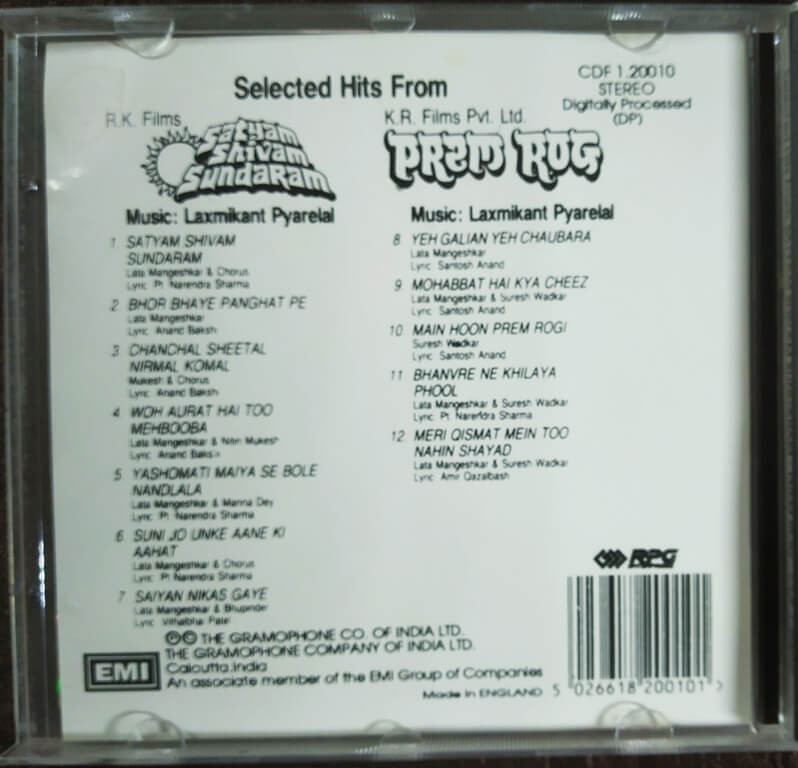 Selected Hits From
CDF 1.20010
STEREO
Digitally Processed
(DP)
R.K. Films
Satyam
Shivam
Sundaram
Music: Laxmikant Pyarelal
1 SATYAM SHIVAM
SUNDARAM
Lata Mangeshkar & Chorus
Lyric Pt Narendra Sharma
2 BHOR BHAYE PANGHAT PE
Lata Mangeshkar
Lyric Anand Bakshi
3 CHANCHAL SHEETAL
NIRMAL KOMAL
Mukesh & Chorus
Lyric Anand Bakshi
4 WOH AURAT HAI TOO
MEHBOOBA
Lata Mangeshkar & Nitin Mukesh
Lyric Anand Bakshi
5 YASHOMATI MAIYA SE BOLE
NANDLALA
Lata Mangeshkar & Manna Dey
Lyric Pt Narendra Sharma
6 SUNI JO UNKE AANE KI
AAHAT
Lata Mangeshkar & Chorus
Lyric Pt Narendra Sharma
7 SAIYAN NIKAS GAYE
Lata Mangeshkar & Bhupinder
Lyric Vithalbhai Patel
K.R. Films Pvt. Ltd.
PREM ROG
Music: Laxmikant Pyarelal
8 YEH GALIAN YEH CHAUBARA
Lata Mangeshkar
Lyric Santosh Anand
9 MOHABBAT HAI KYA CHEEZ
Lata Mangeshkar & Suresh Wadkar
Lyric Santosh Anand
10 MAIN HOON PREM ROGI
Suresh Wadkar
Lyric Santosh Anand
11 BHANVRE NE KHILAYA
PHOOL
Lata Mangeshkar & Suresh Wadkar
Lyric Pt Narendra Sharma
12 MERI QISMAT MEIN TOO
NAHIN SHAYAD
Lata Mangeshkar & Suresh Wadkar
Lyric Amir Qazalbash
RPG
℗© THE GRAMOPHONE CO. OF INDIA LTD.
THE GRAMOPHONE COMPANY OF INDIA LTD.
Calcutta.India
An associate member of the EMI Group of Companies
EMI
Made in ENGLAND
5 026618 200101 >